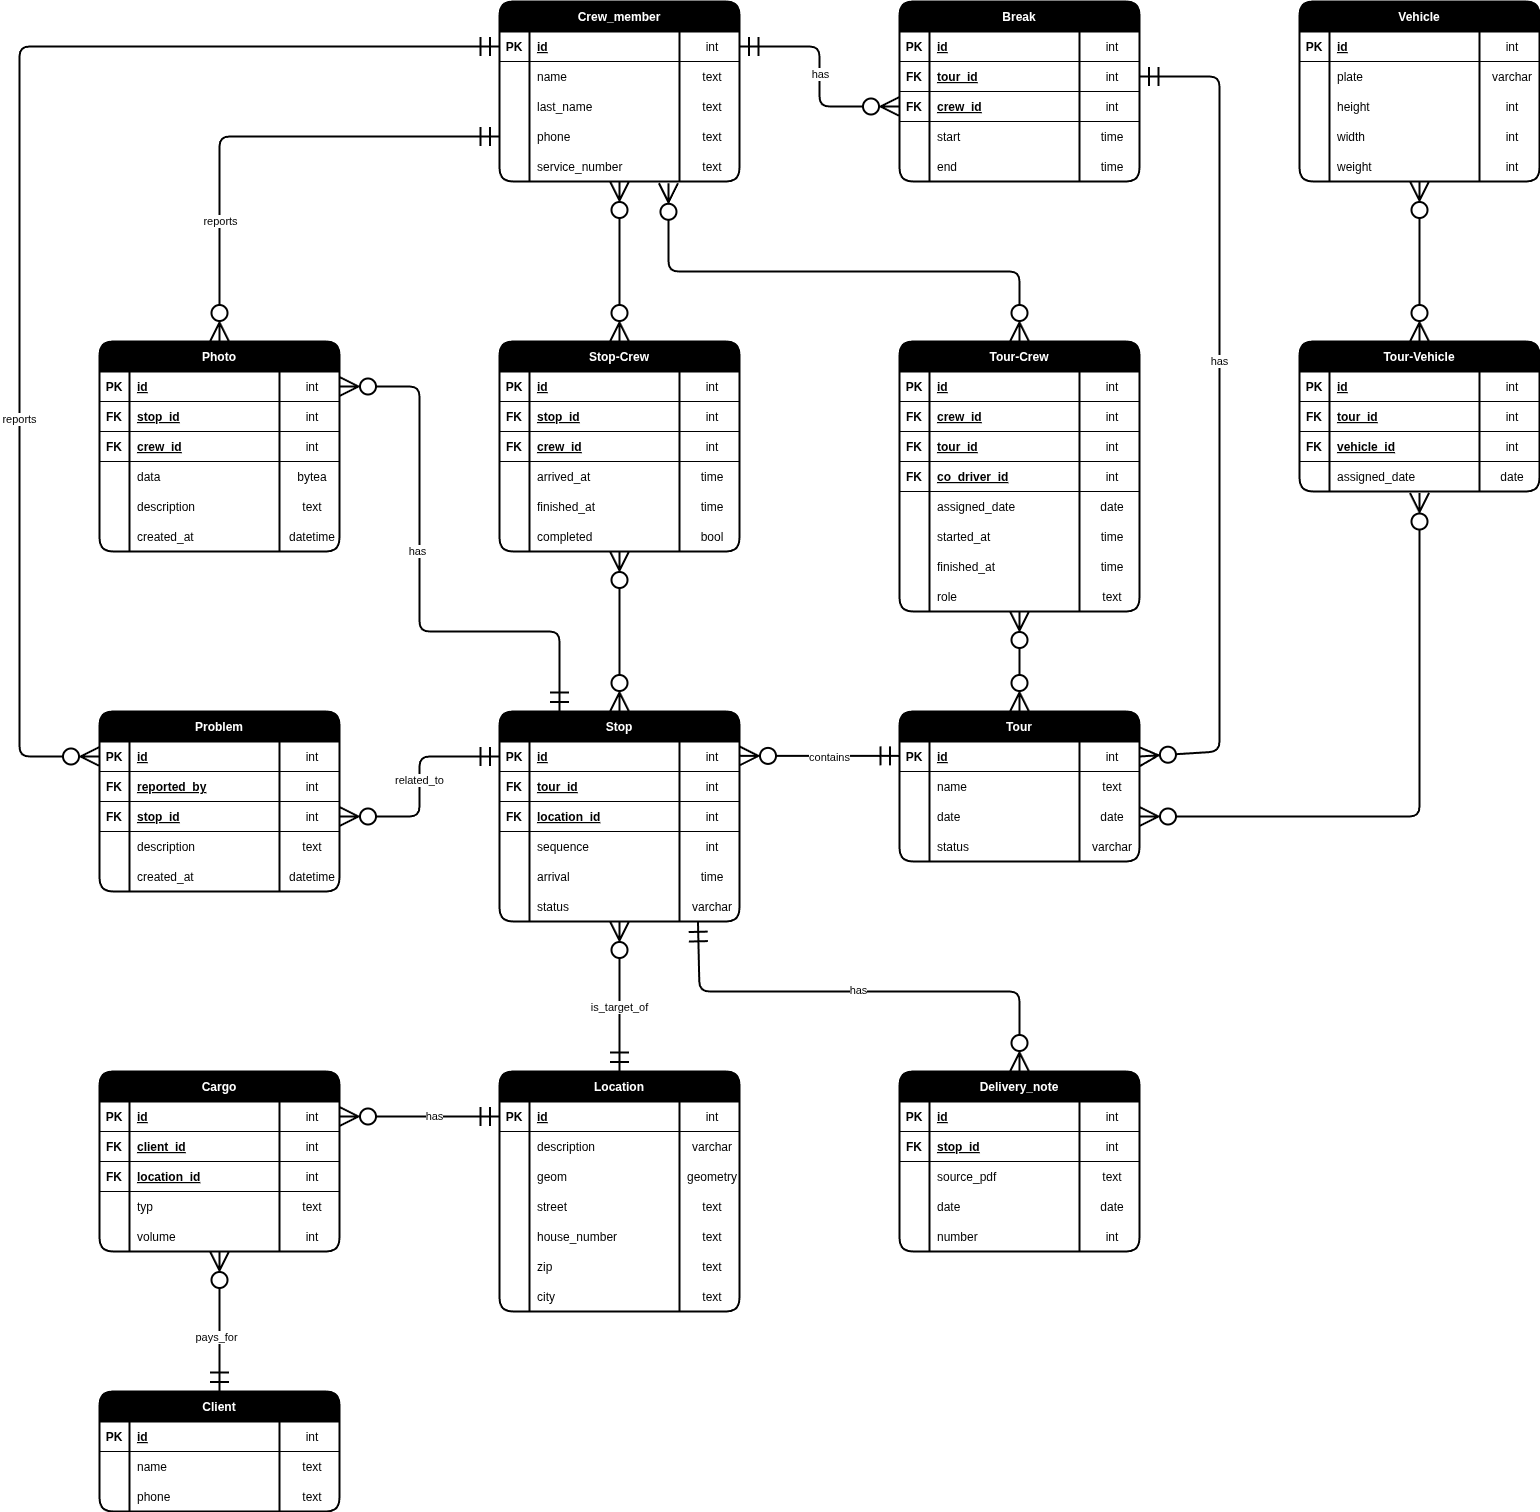 Crew_member
PK id int
name text
last_name text
phone text
service_number text
Break
PK id int
FK tour_id int
FK crew_id int
start time
end time
Vehicle
PK id int
plate varchar
height int
width int
weight int
has
reports
has
reports
Photo
PK id int
FK stop_id int
FK crew_id int
data bytea
description text
created_at datetime
Stop-Crew
PK id int
FK stop_id int
FK crew_id int
arrived_at time
finished_at time
completed bool
Tour-Crew
PK id int
FK crew_id int
FK tour_id int
FK co_driver_id int
assigned_date date
started_at time
finished_at time
role text
Tour-Vehicle
PK id int
FK tour_id int
FK vehicle_id int
assigned_date date
has
Problem
PK id int
FK reported_by int
FK stop_id int
description text
created_at datetime
related_to
Stop
PK id int
FK tour_id int
FK location_id int
sequence int
arrival time
status varchar
contains
Tour
PK id int
name text
date date
status varchar
has
is_target_of
Cargo
PK id int
FK client_id int
FK location_id int
typ text
volume int
has
Location
PK id int
description varchar
geom geometry
street text
house_number text
zip text
city text
Delivery_note
PK id int
FK stop_id int
source_pdf text
date date
number int
pays_for
Client
PK id int
name text
phone text